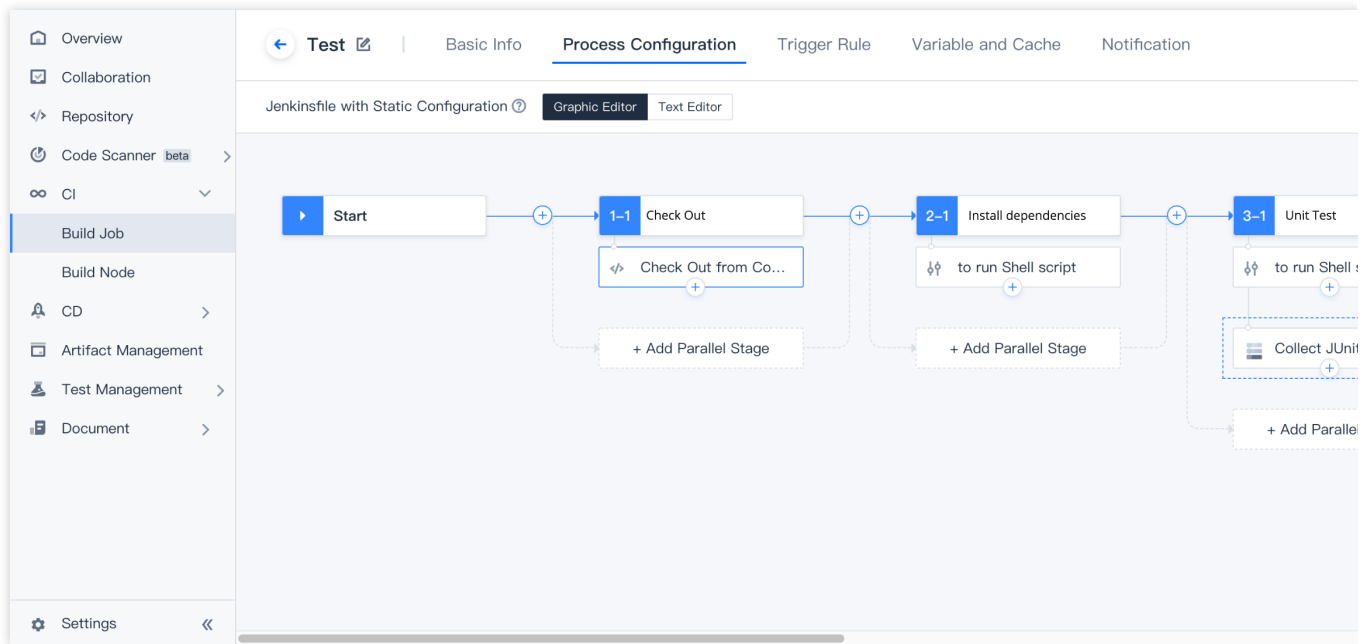 Overview
Collaboration
Repository
Code Scanner beta
CI
Build Job
Build Node
CD
Artifact Management
Test Management
Document
Settings
Test
Basic Info
Process Configuration
Trigger Rule
Variable and Cache
Notification
Jenkinsfile with Static Configuration
Graphic Editor
Text Editor
Start
1-1 Check Out
Check Out from Co...
+ Add Parallel Stage
2-1 Install dependencies
to run Shell script
+ Add Parallel Stage
3-1 Unit Test
to run Shell
Collect JUnit
+ Add Parallel